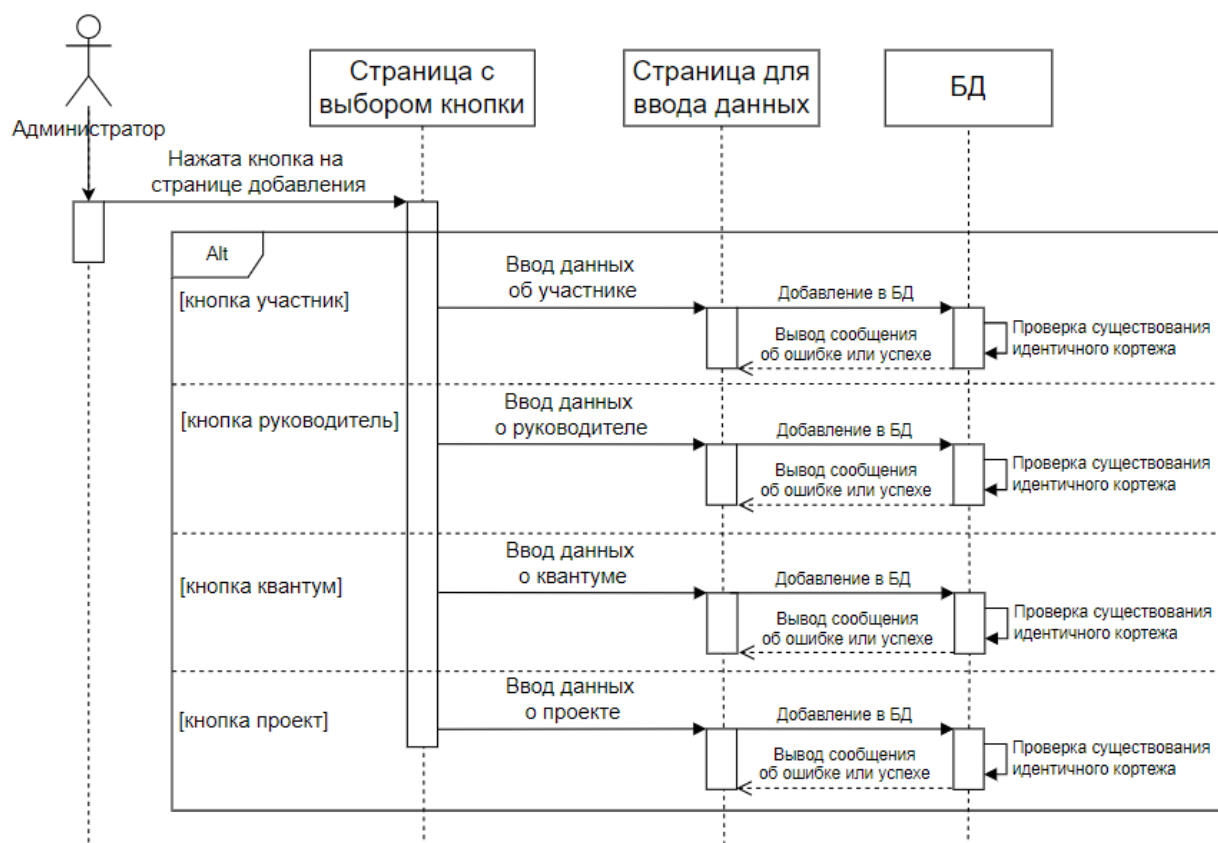 Страница с
выбором кнопки
Страница для
ввода данных
БД
Администратор
Нажата кнопка на
странице добавления
Alt
[кнопка участник]
Ввод данных
об участнике
Добавление в БД
Вывод сообщения
об ошибке или успехе
Проверка существования
идентичного кортежа
[кнопка руководитель]
Ввод данных
о руководителе
Добавление в БД
Вывод сообщения
об ошибке или успехе
Проверка существования
идентичного кортежа
[кнопка квантум]
Ввод данных
о квантуме
Добавление в БД
Вывод сообщения
об ошибке или успехе
Проверка существования
идентичного кортежа
[кнопка проект]
Ввод данных
о проекте
Добавление в БД
Вывод сообщения
об ошибке или успехе
Проверка существования
идентичного кортежа